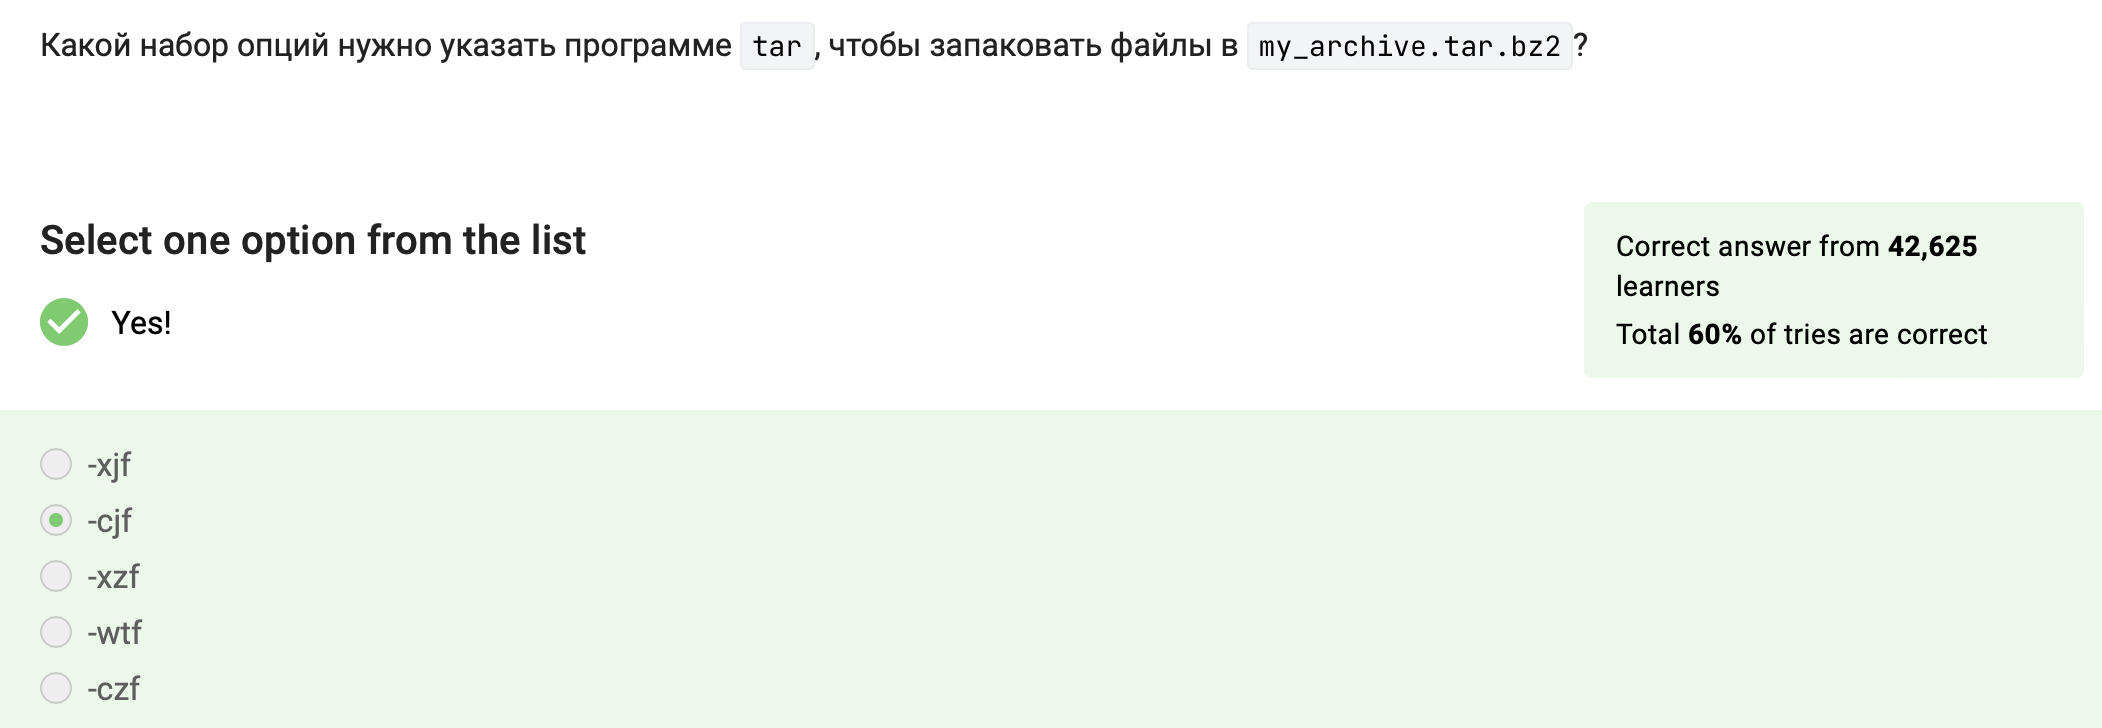 Какой набор опций нужно указать программе tar, чтобы запаковать файлы в my_archive.tar.bz2?
Select one option from the list
Yes!
Correct answer from 42,625
learners
Total 60% of tries are correct
-xjf
-cjf
-xzf
-wtf
-czf